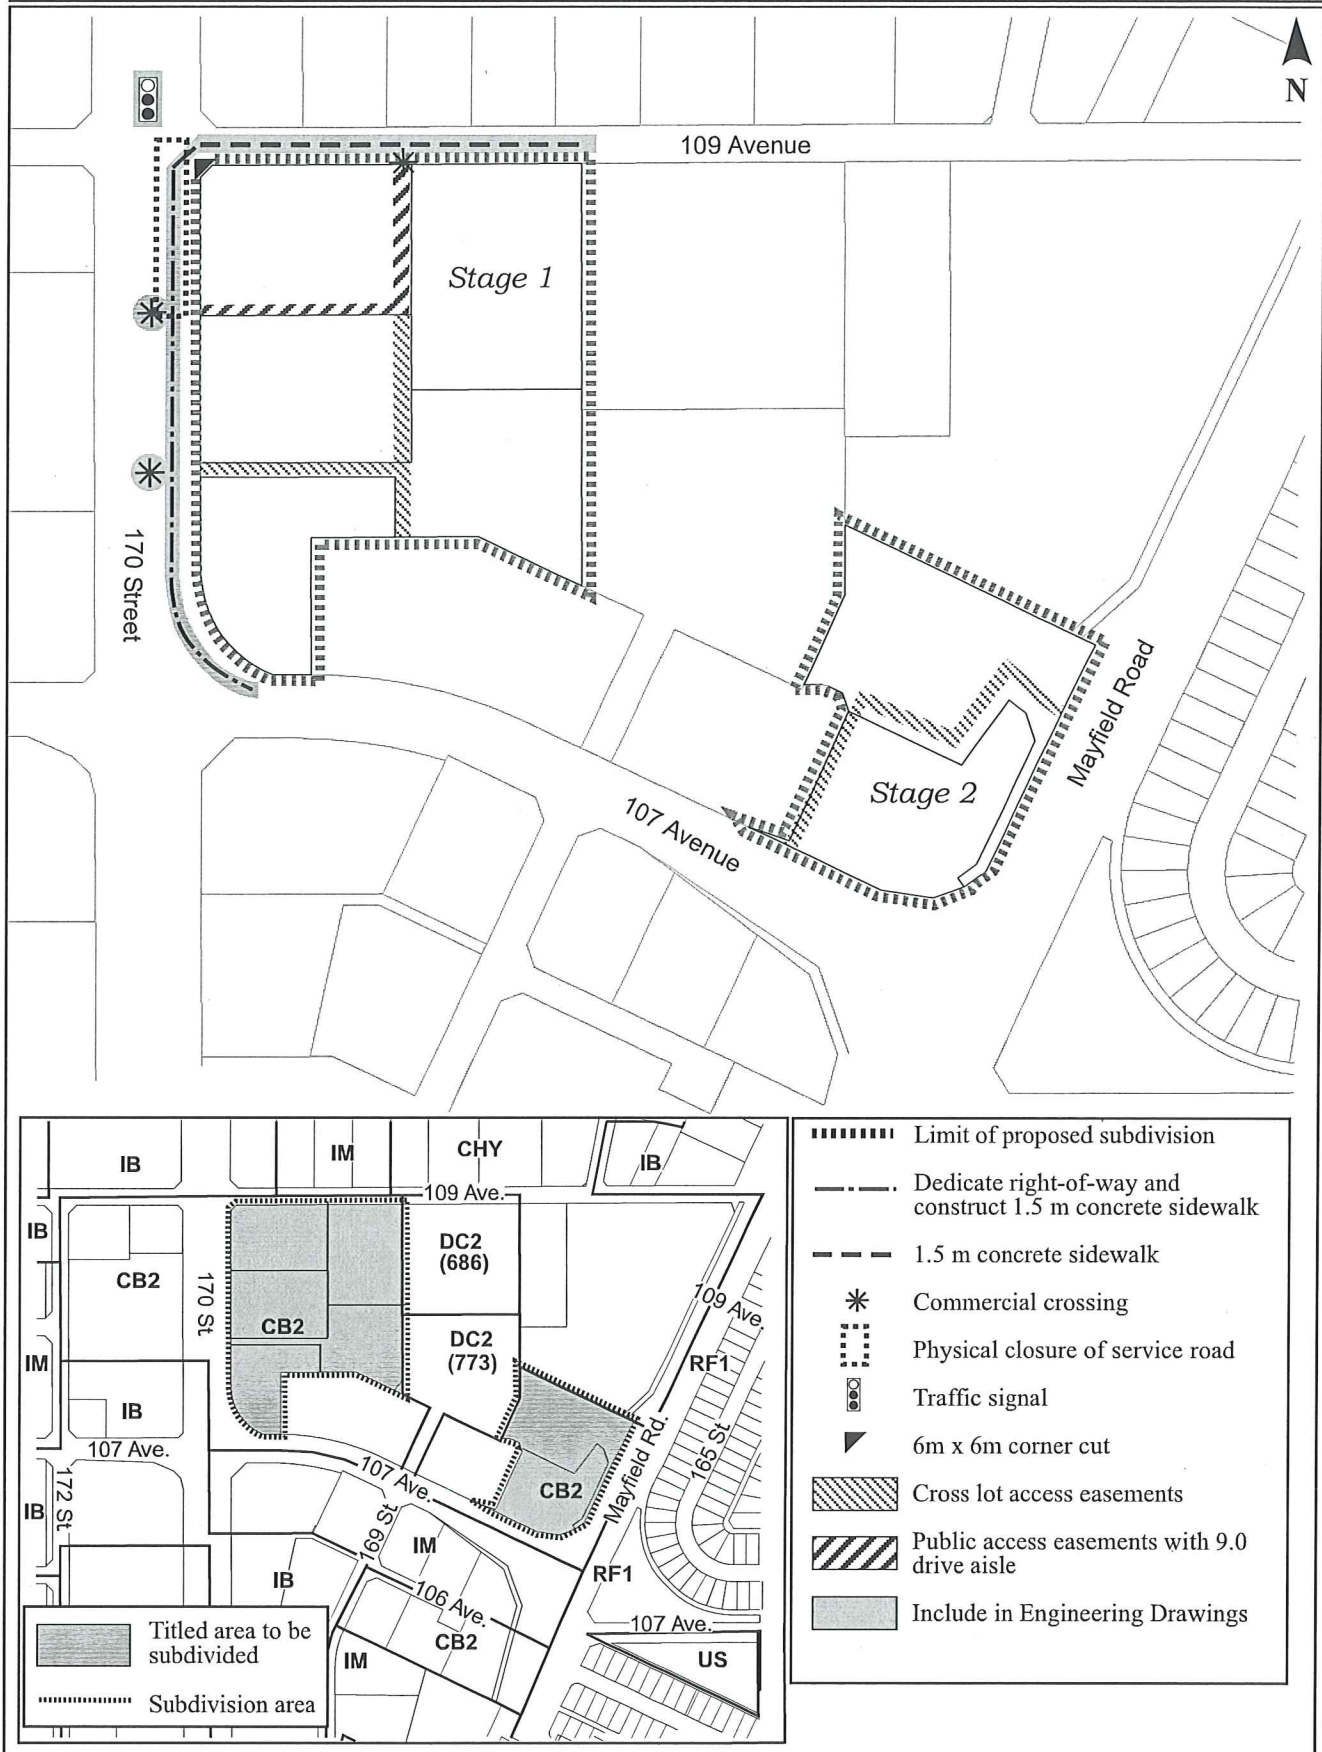 N
109 Avenue
Stage 1
170 Street
Mayfield Road
Stage 2
107 Avenue
IB
IM
CHY
IB
109 Ave.
IB
CB2
170 St
CB2
DC2
(686)
109 Ave.
IM
DC2
(773)
RF1
IB
107 Ave.
Mayfield Rd.
165 St
107 Ave.
CB2
172 St
IB
169 St
IM
IB
RF1
106 Ave.
107 Ave.
CB2
US
IM
Titled area to be
subdivided
Subdivision area
Limit of proposed subdivision
Dedicate right-of-way and
construct 1.5 m concrete sidewalk
1.5 m concrete sidewalk
Commercial crossing
Physical closure of service road
Traffic signal
6m x 6m corner cut
Cross lot access easements
Public access easements with 9.0
drive aisle
Include in Engineering Drawings